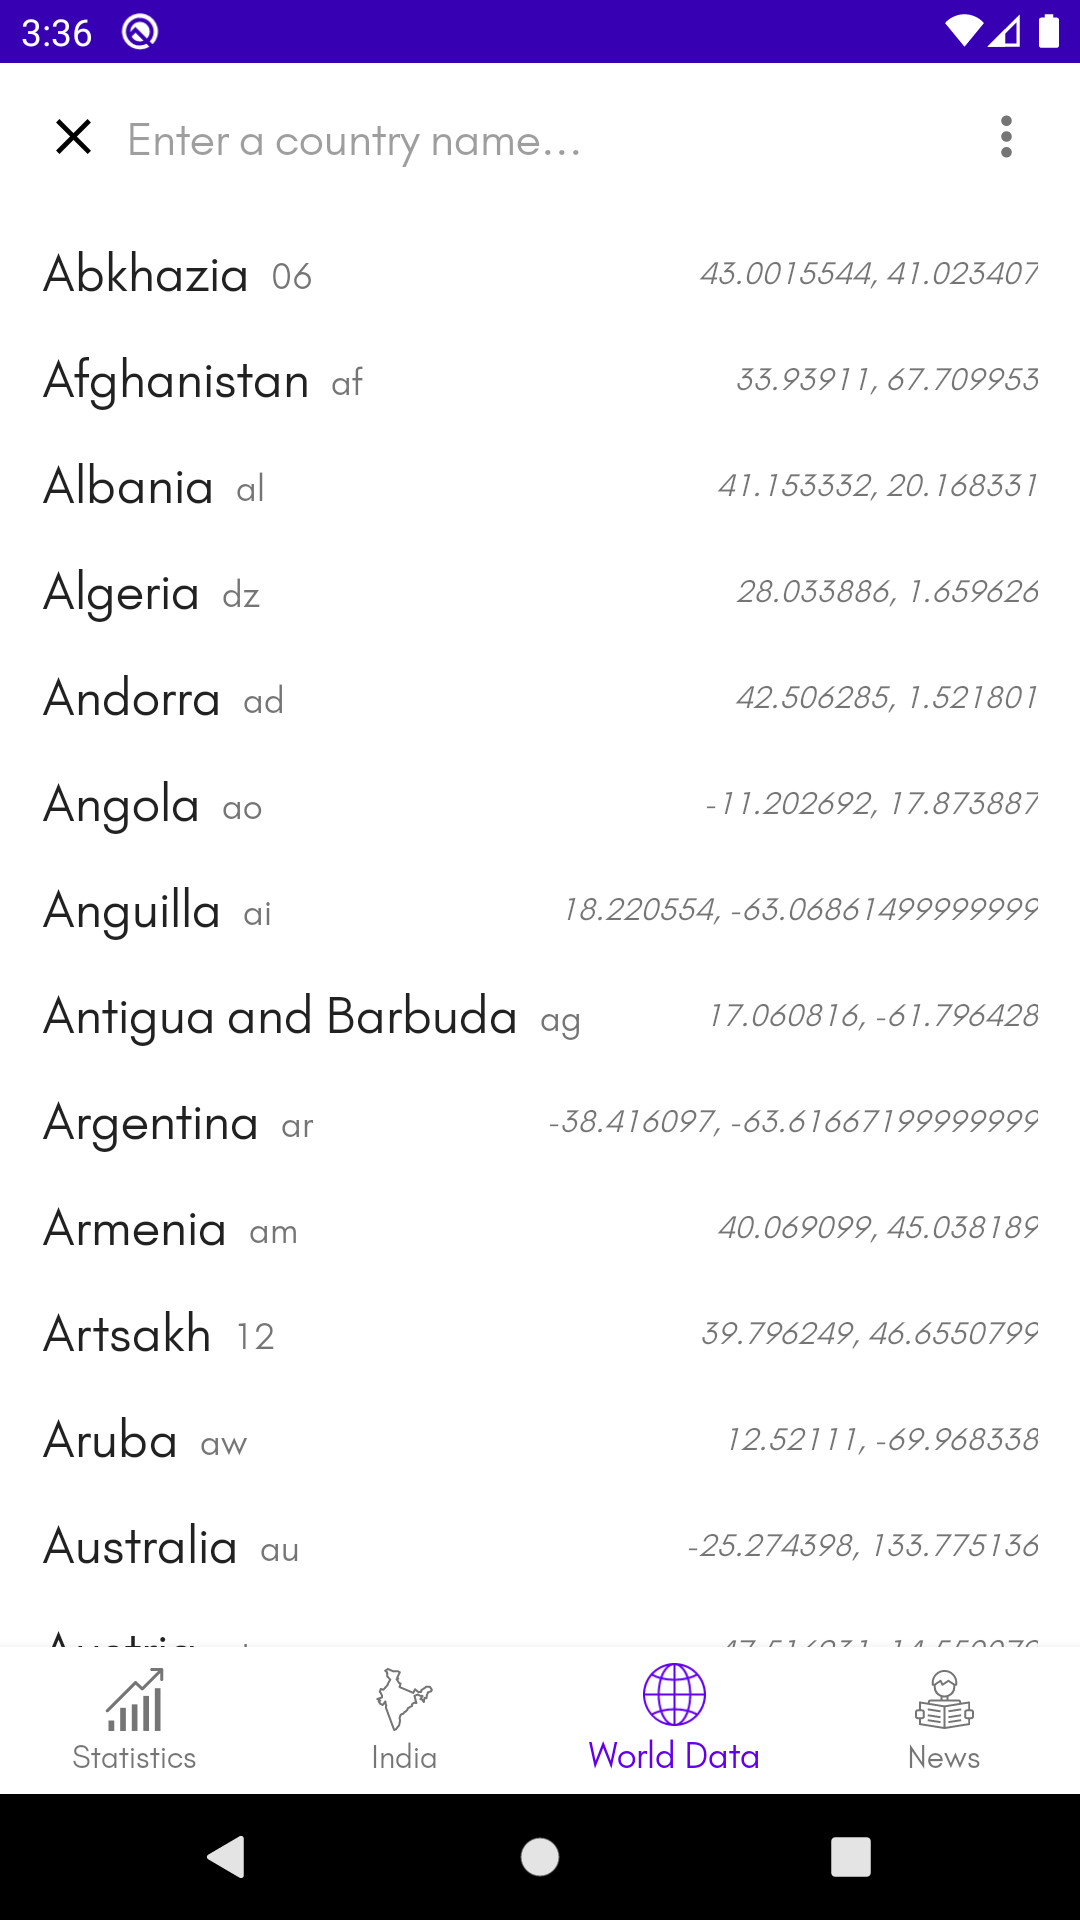 3:36
Enter a country name...
Abkhazia 06 43.0015544, 41.023407
Afghanistan af 33.93911, 67.709953
Albania al 41.153332, 20.168331
Algeria dz 28.033886, 1.659626
Andorra ad 42.506285, 1.521801
Angola ao -11.202692, 17.873887
Anguilla ai 18.220554, -63.06861499999999
Antigua and Barbuda ag 17.060816, -61.796428
Argentina ar -38.416097, -63.61667199999999
Armenia am 40.069099, 45.038189
Artsakh 12 39.796249, 46.6550799
Aruba aw 12.52111, -69.968338
Australia au -25.274398, 133.775136
Austria
Statistics India World Data News